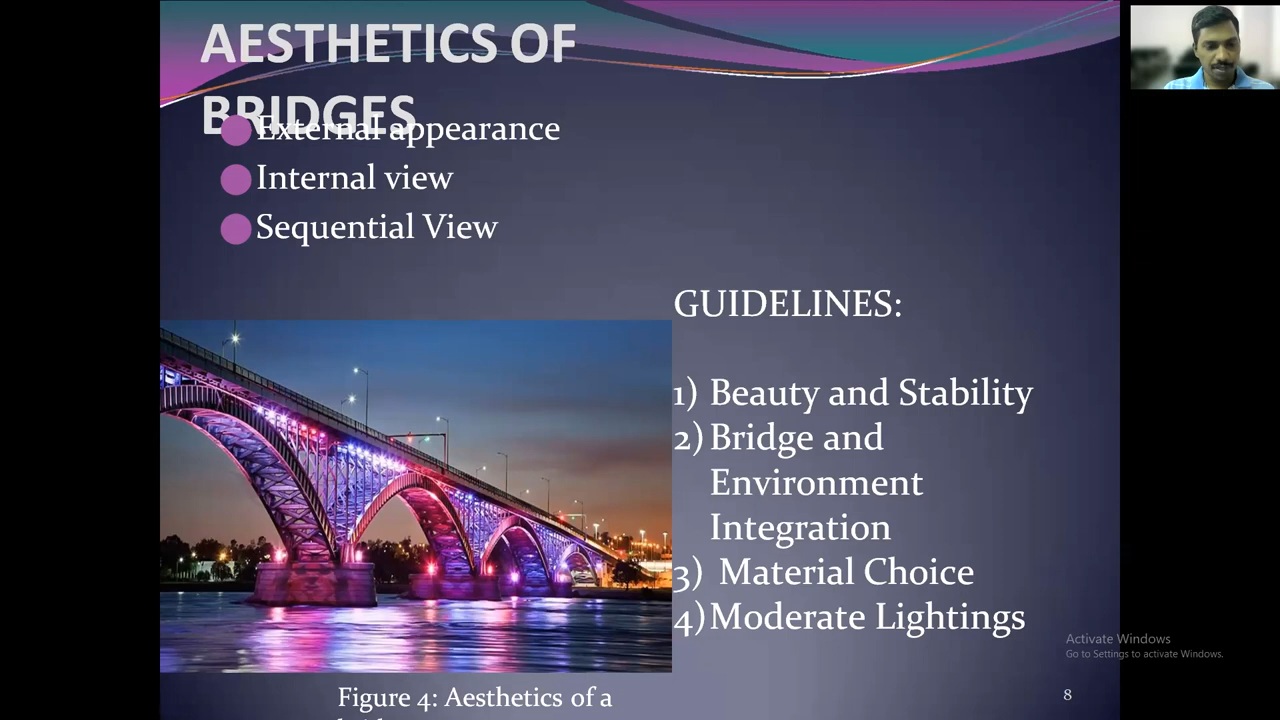 AESTHETICS OF
BRIDGES
External appearance
Internal view
Sequential View
GUIDELINES:
1) Beauty and Stability
2) Bridge and
Environment
Integration
3) Material Choice
4) Moderate Lightings
Figure 4: Aesthetics of a
Activate Windows
Go to Settings to activate Windows.
8